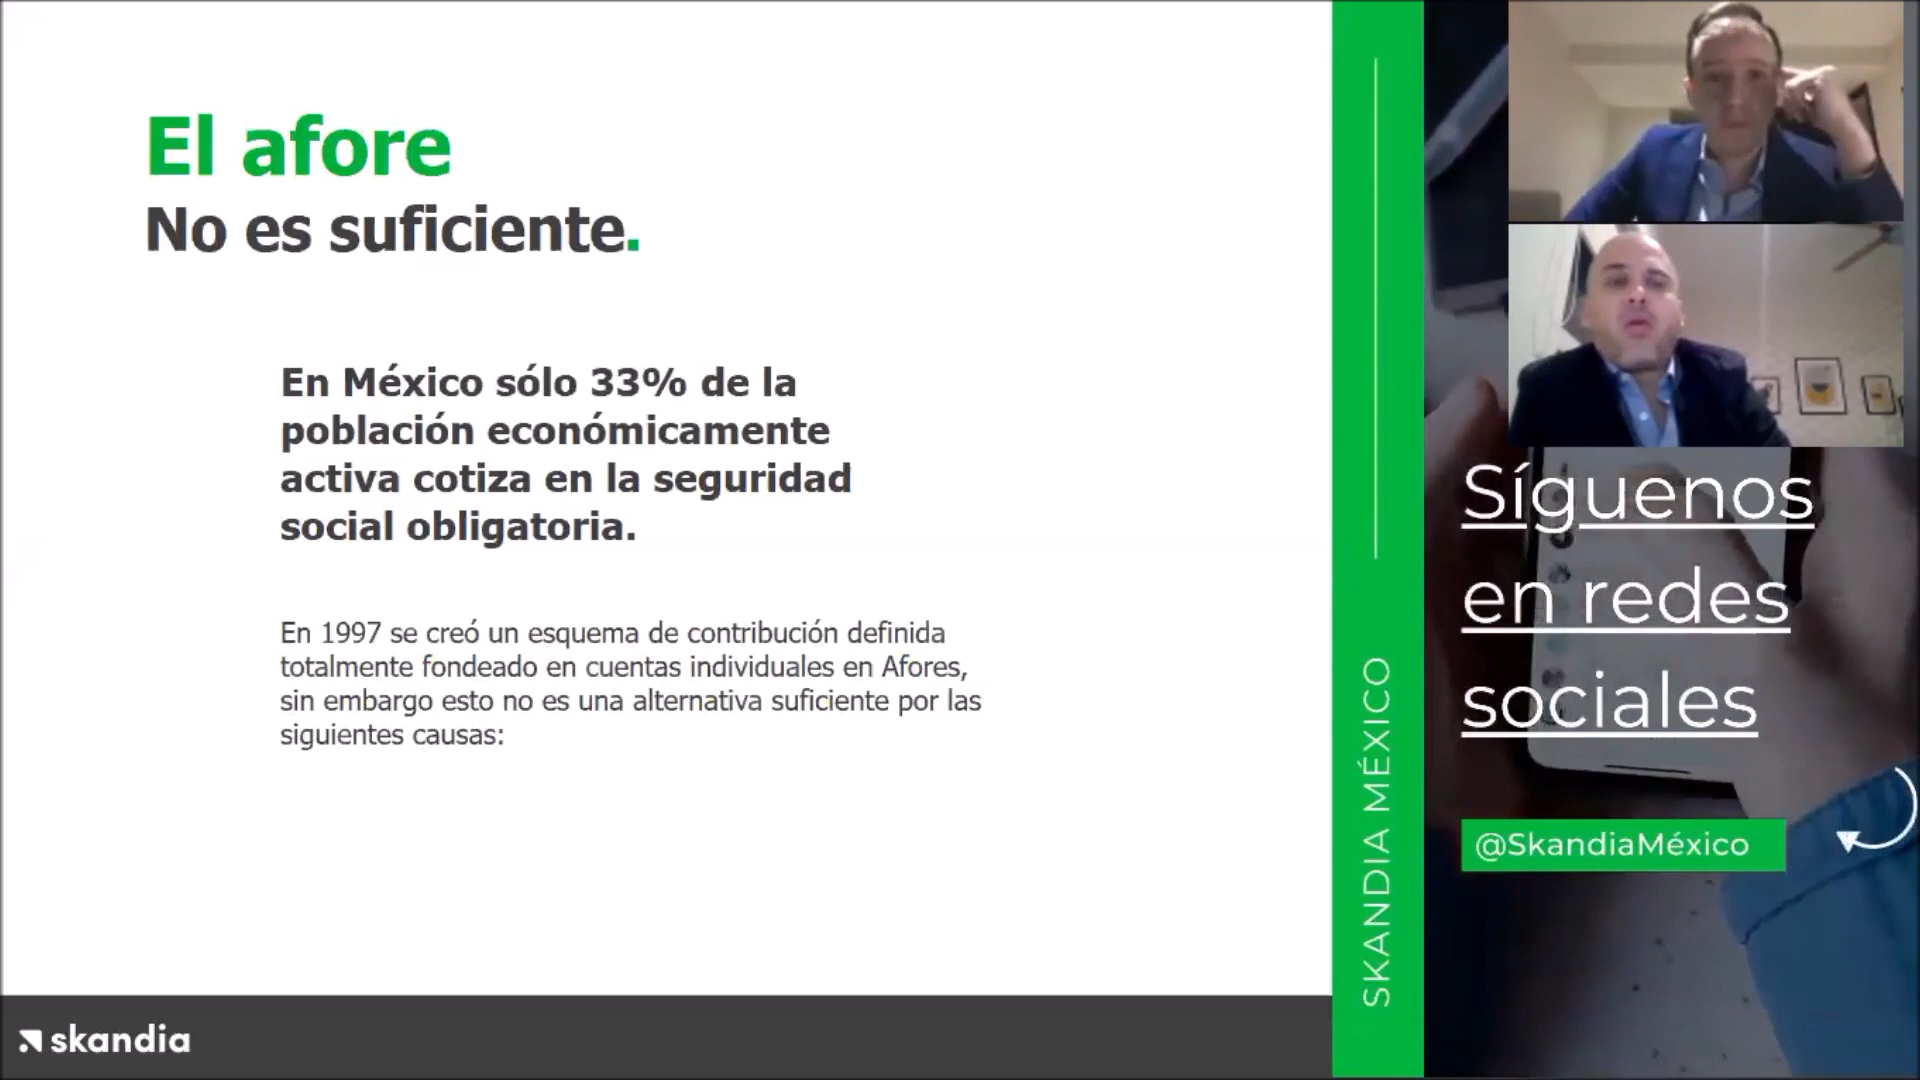 El afore
No es suficiente.
En México sólo 33% de la
población económicamente
activa cotiza en la seguridad
social obligatoria.
En 1997 se creó un esquema de contribución definida
totalmente fondeado en cuentas individuales en Afores,
sin embargo esto no es una alternativa suficiente por las
siguientes causas:
skandia
SKANDIA MÉXICO
Síguenos
en redes
sociales
@SkandiaMéxico